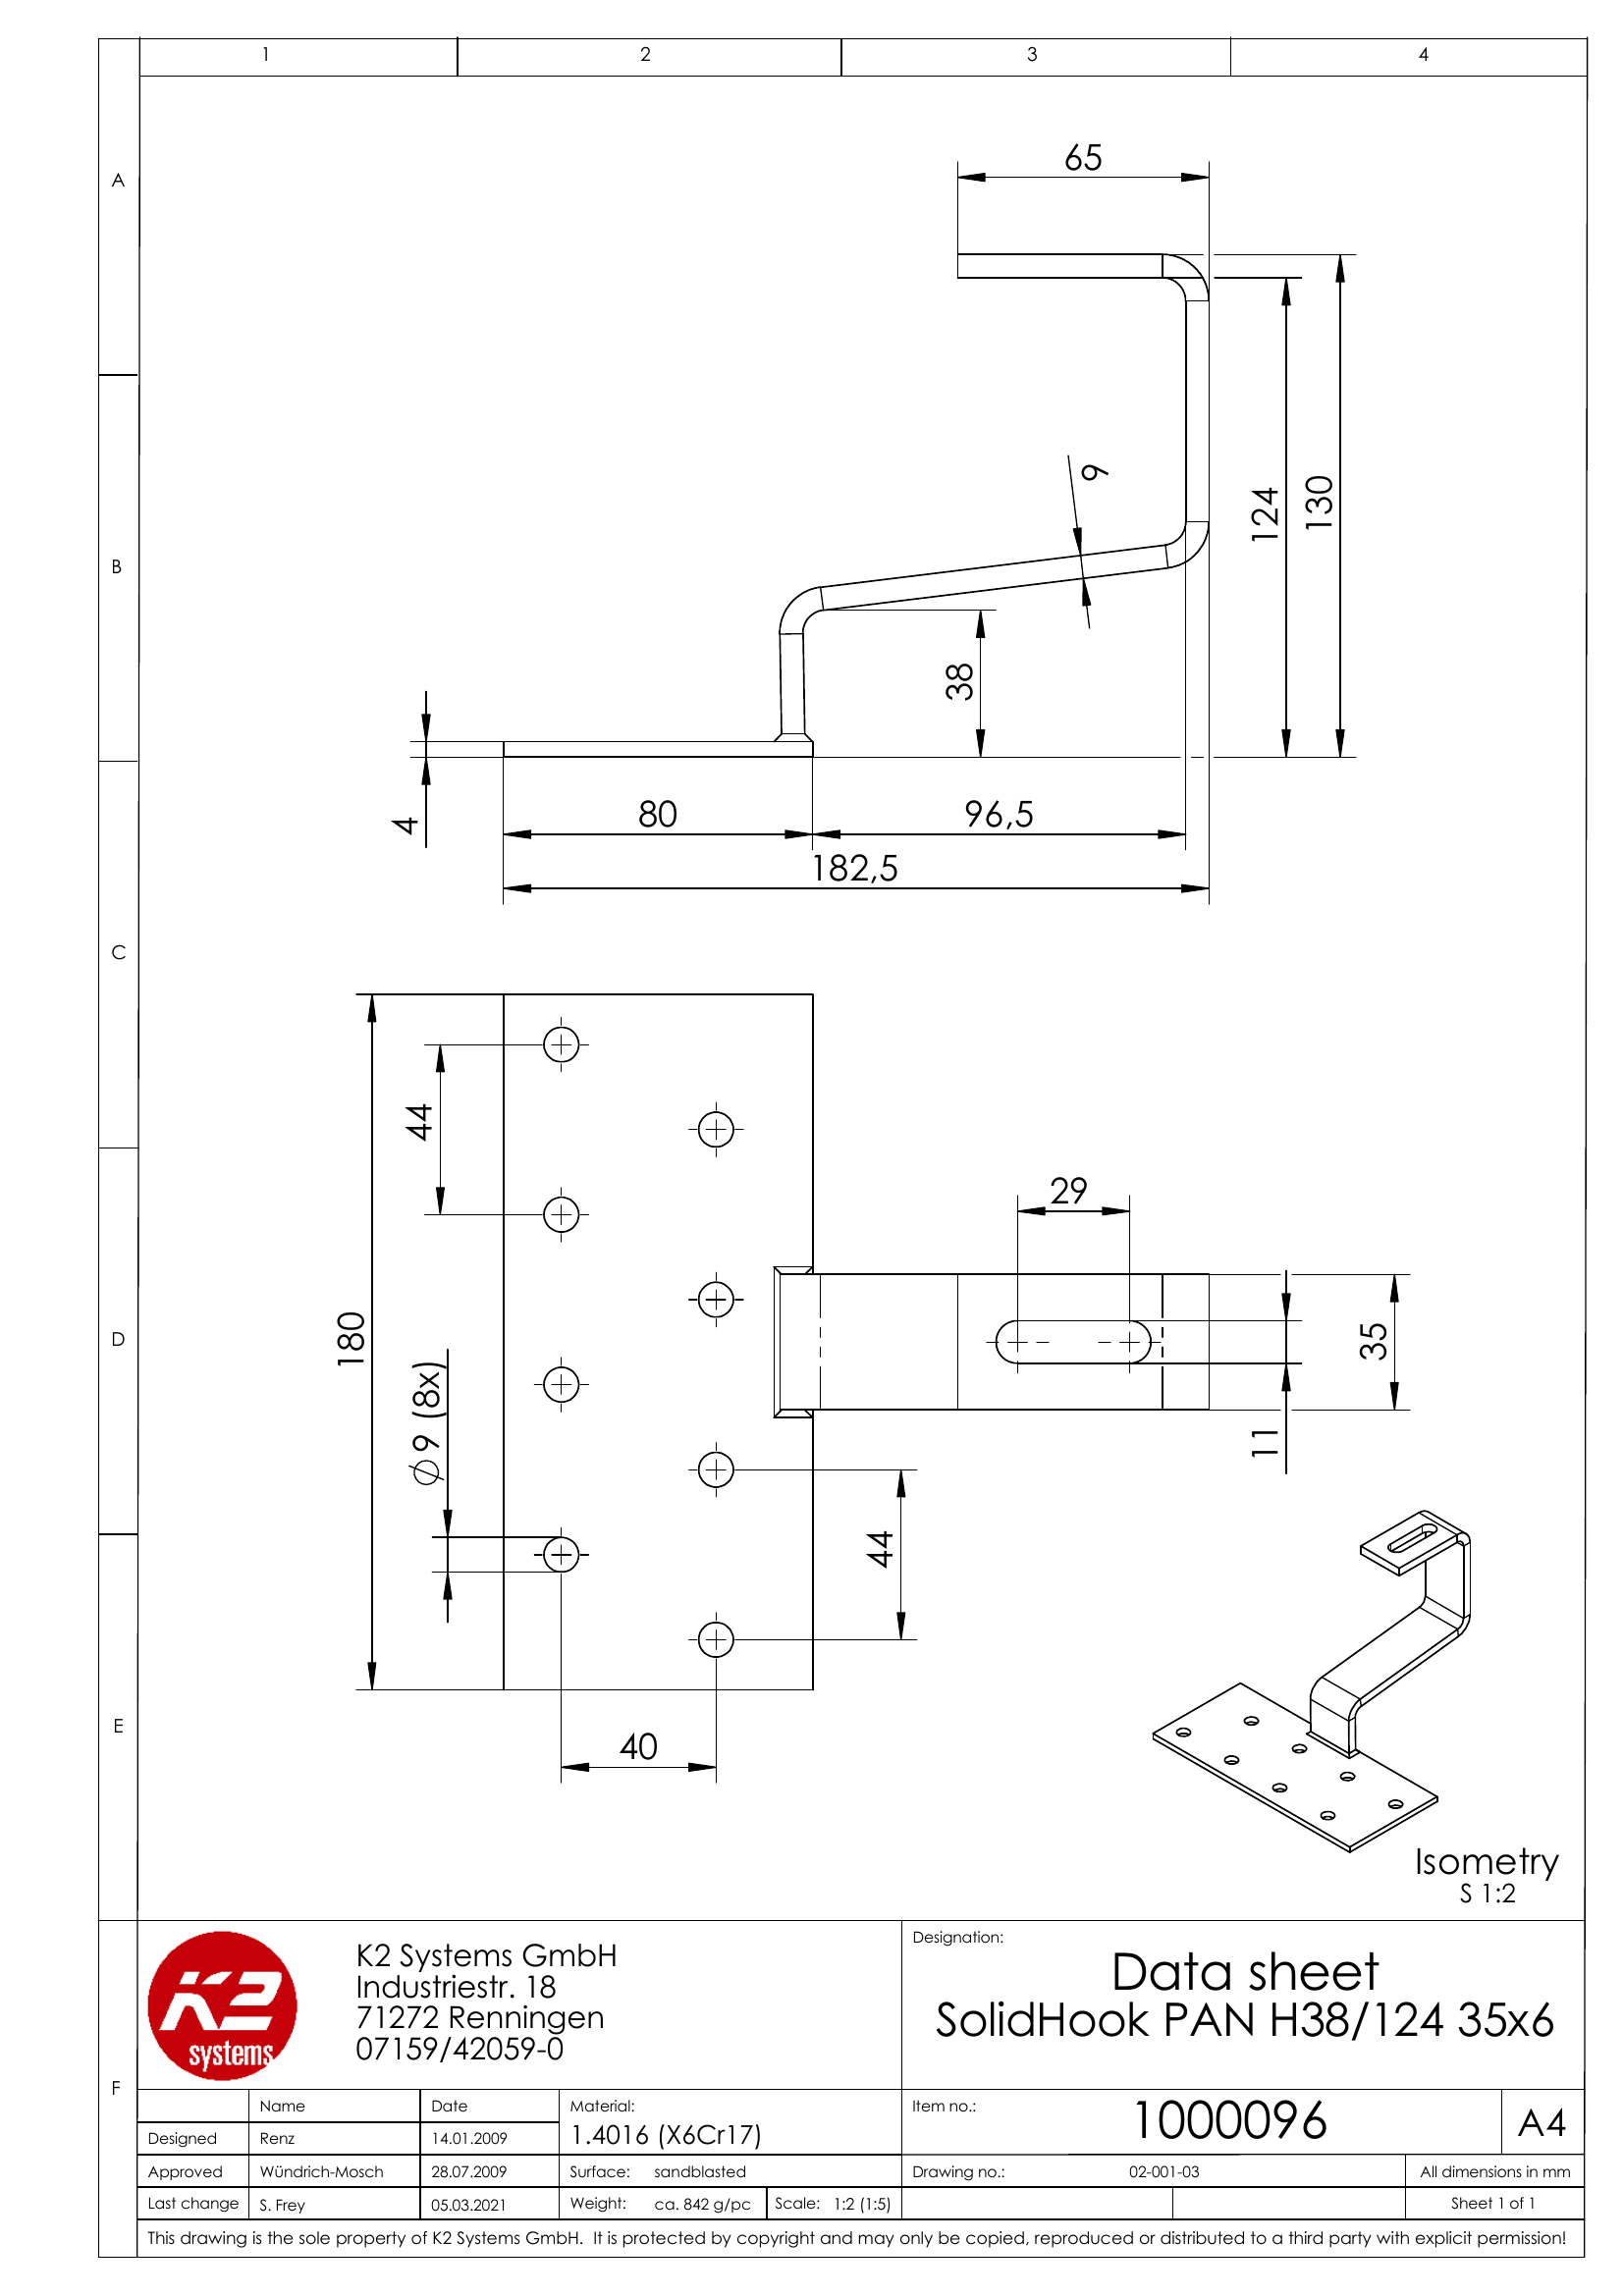 1 2 3 4
A
B
C
D
E
F
65
6
124
130
38
4
80
96,5
182,5
44
180
Ø 9 (8x)
29
35
11
44
40
Isometry
S 1:2
K2
systems
K2 Systems GmbH
Industriestr. 18
71272 Renningen
07159/42059-0
Designation:
Data sheet
SolidHook PAN H38/124 35x6
Name Date Material: Item no.: 1000096 A4
Designed Renz 14.01.2009 1.4016 (X6Cr17)
Approved Wündrich-Mosch 28.07.2009 Surface: sandblasted Drawing no.: 02-001-03 All dimensions in mm
Last change S. Frey 05.03.2021 Weight: ca. 842 g/pc Scale: 1:2 (1:5) Sheet 1 of 1
This drawing is the sole property of K2 Systems GmbH. It is protected by copyright and may only be copied, reproduced or distributed to a third party with explicit permission!